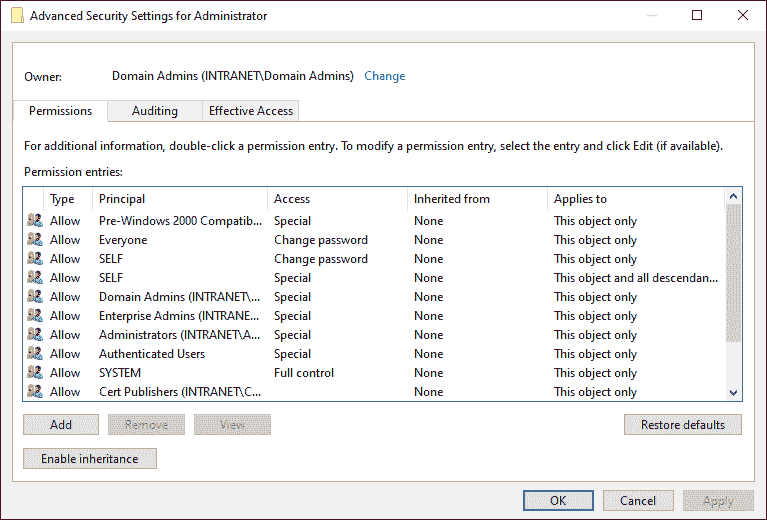 Advanced Security Settings for Administrator
Owner: Domain Admins (INTRANET\Domain Admins) Change
Permissions Auditing Effective Access
For additional information, double-click a permission entry. To modify a permission entry, select the entry and click Edit (if available).
Permission entries:
Type Principal Access Inherited from Applies to
Allow Pre-Windows 2000 Compatib... Special None This object only
Allow Everyone Change password None This object only
Allow SELF Change password None This object only
Allow SELF Special None This object and all descendan...
Allow Domain Admins (INTRANET\... Special None This object only
Allow Enterprise Admins (INTRANE... Special None This object only
Allow Administrators (INTRANET\A... Special None This object only
Allow Authenticated Users Special None This object only
Allow SYSTEM Full control None This object only
Allow Cert Publishers (INTRANET\C... None This object only
Add Remove View Restore defaults
Enable inheritance
OK Cancel Apply